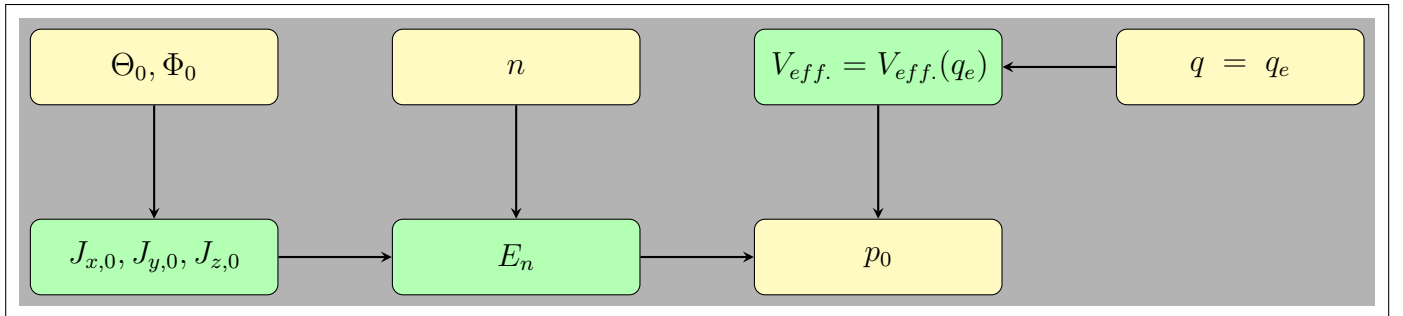 Θ₀, Φ₀
n
V_{eff.} = V_{eff.}(q_e)
q = q_e
J_{x,0}, J_{y,0}, J_{z,0}
E_n
p₀